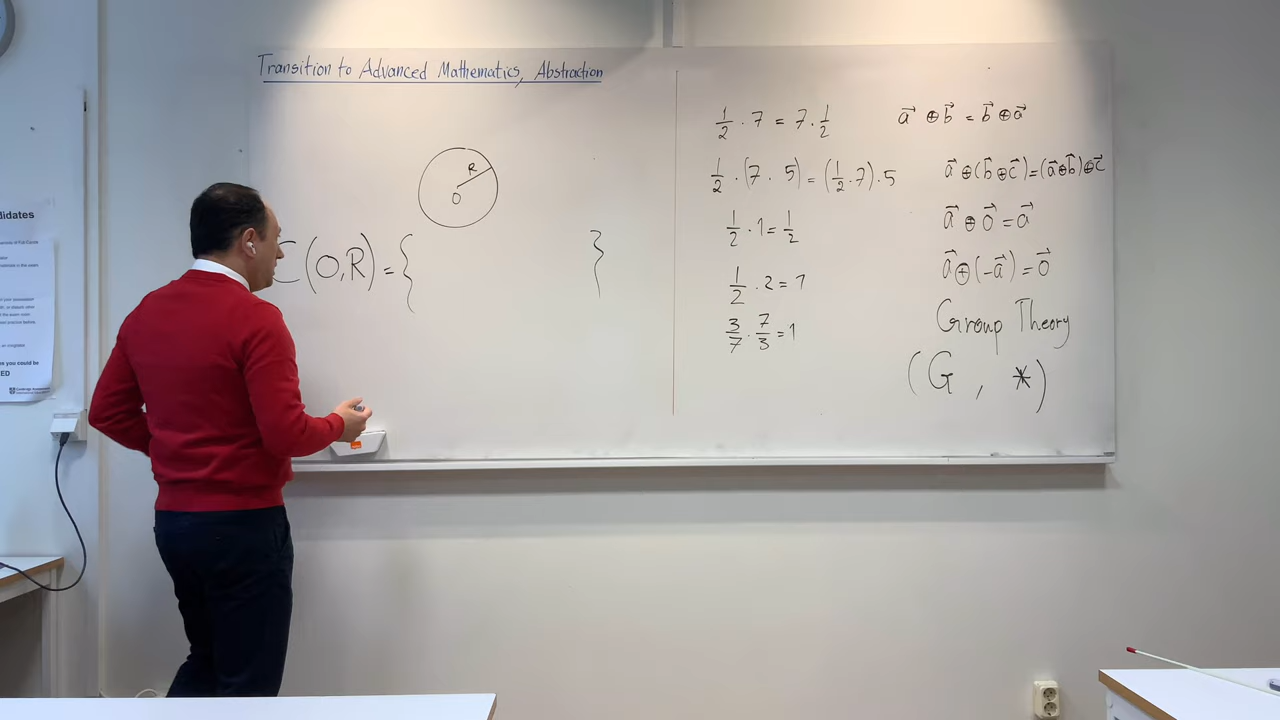 Transition to Advanced Mathematics, Abstraction
R
O
C(O,R) = { }
1/2 · 7 = 7 · 1/2
1/2 · (7 · 5) = (1/2 · 7) · 5
1/2 · 1 = 1/2
1/2 · 2 = 1
3/7 · 7/3 = 1
a⃗ ⊕ b⃗ = b⃗ ⊕ a⃗
a⃗ ⊕ (b⃗ ⊕ c⃗) = (a⃗ ⊕ b⃗) ⊕ c⃗
a⃗ ⊕ 0⃗ = a⃗
a⃗ ⊕ (-a⃗) = 0⃗
Group Theory
(G , *)